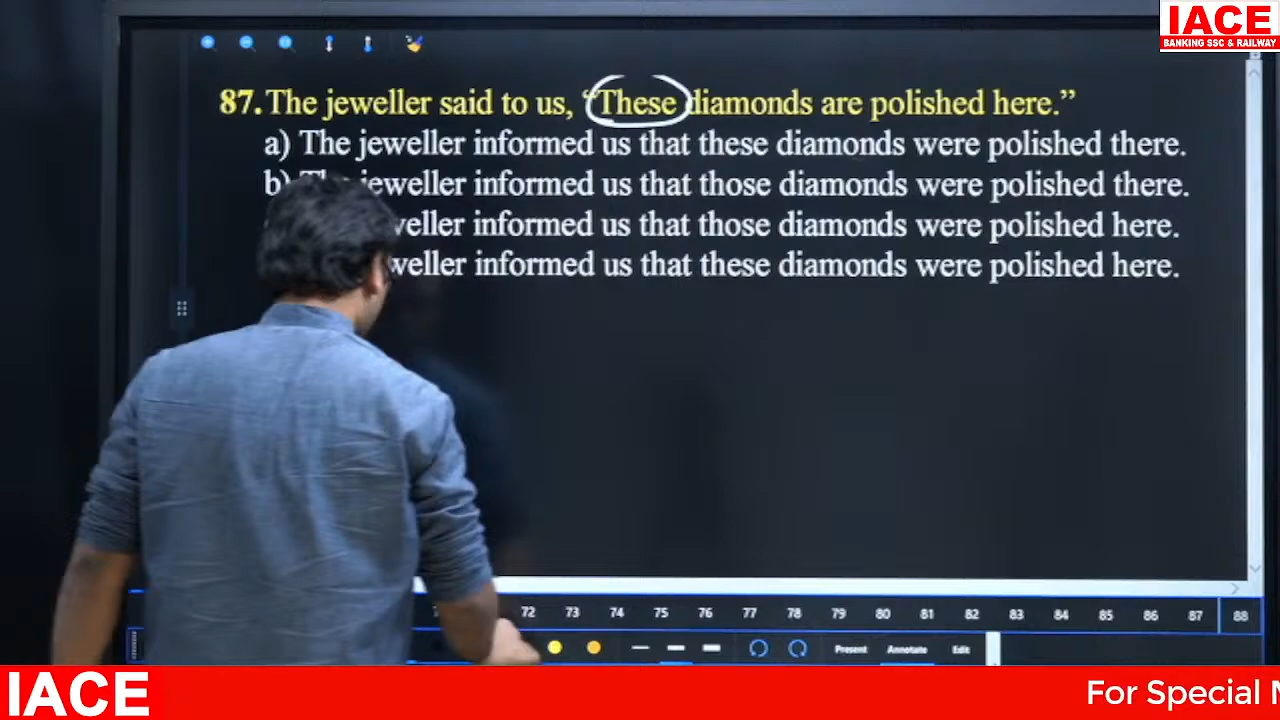 IACE
BANKING SSC & RAILWAY
87. The jeweller said to us, “These diamonds are polished here.”
a) The jeweller informed us that these diamonds were polished there.
b) The jeweller informed us that those diamonds were polished there.
weller informed us that those diamonds were polished here.
weller informed us that these diamonds were polished here.
72 73 74 75 76 77 78 79 80 81 82 83 84 85 86 87 88
Present Annotate Edit
IACE For Special